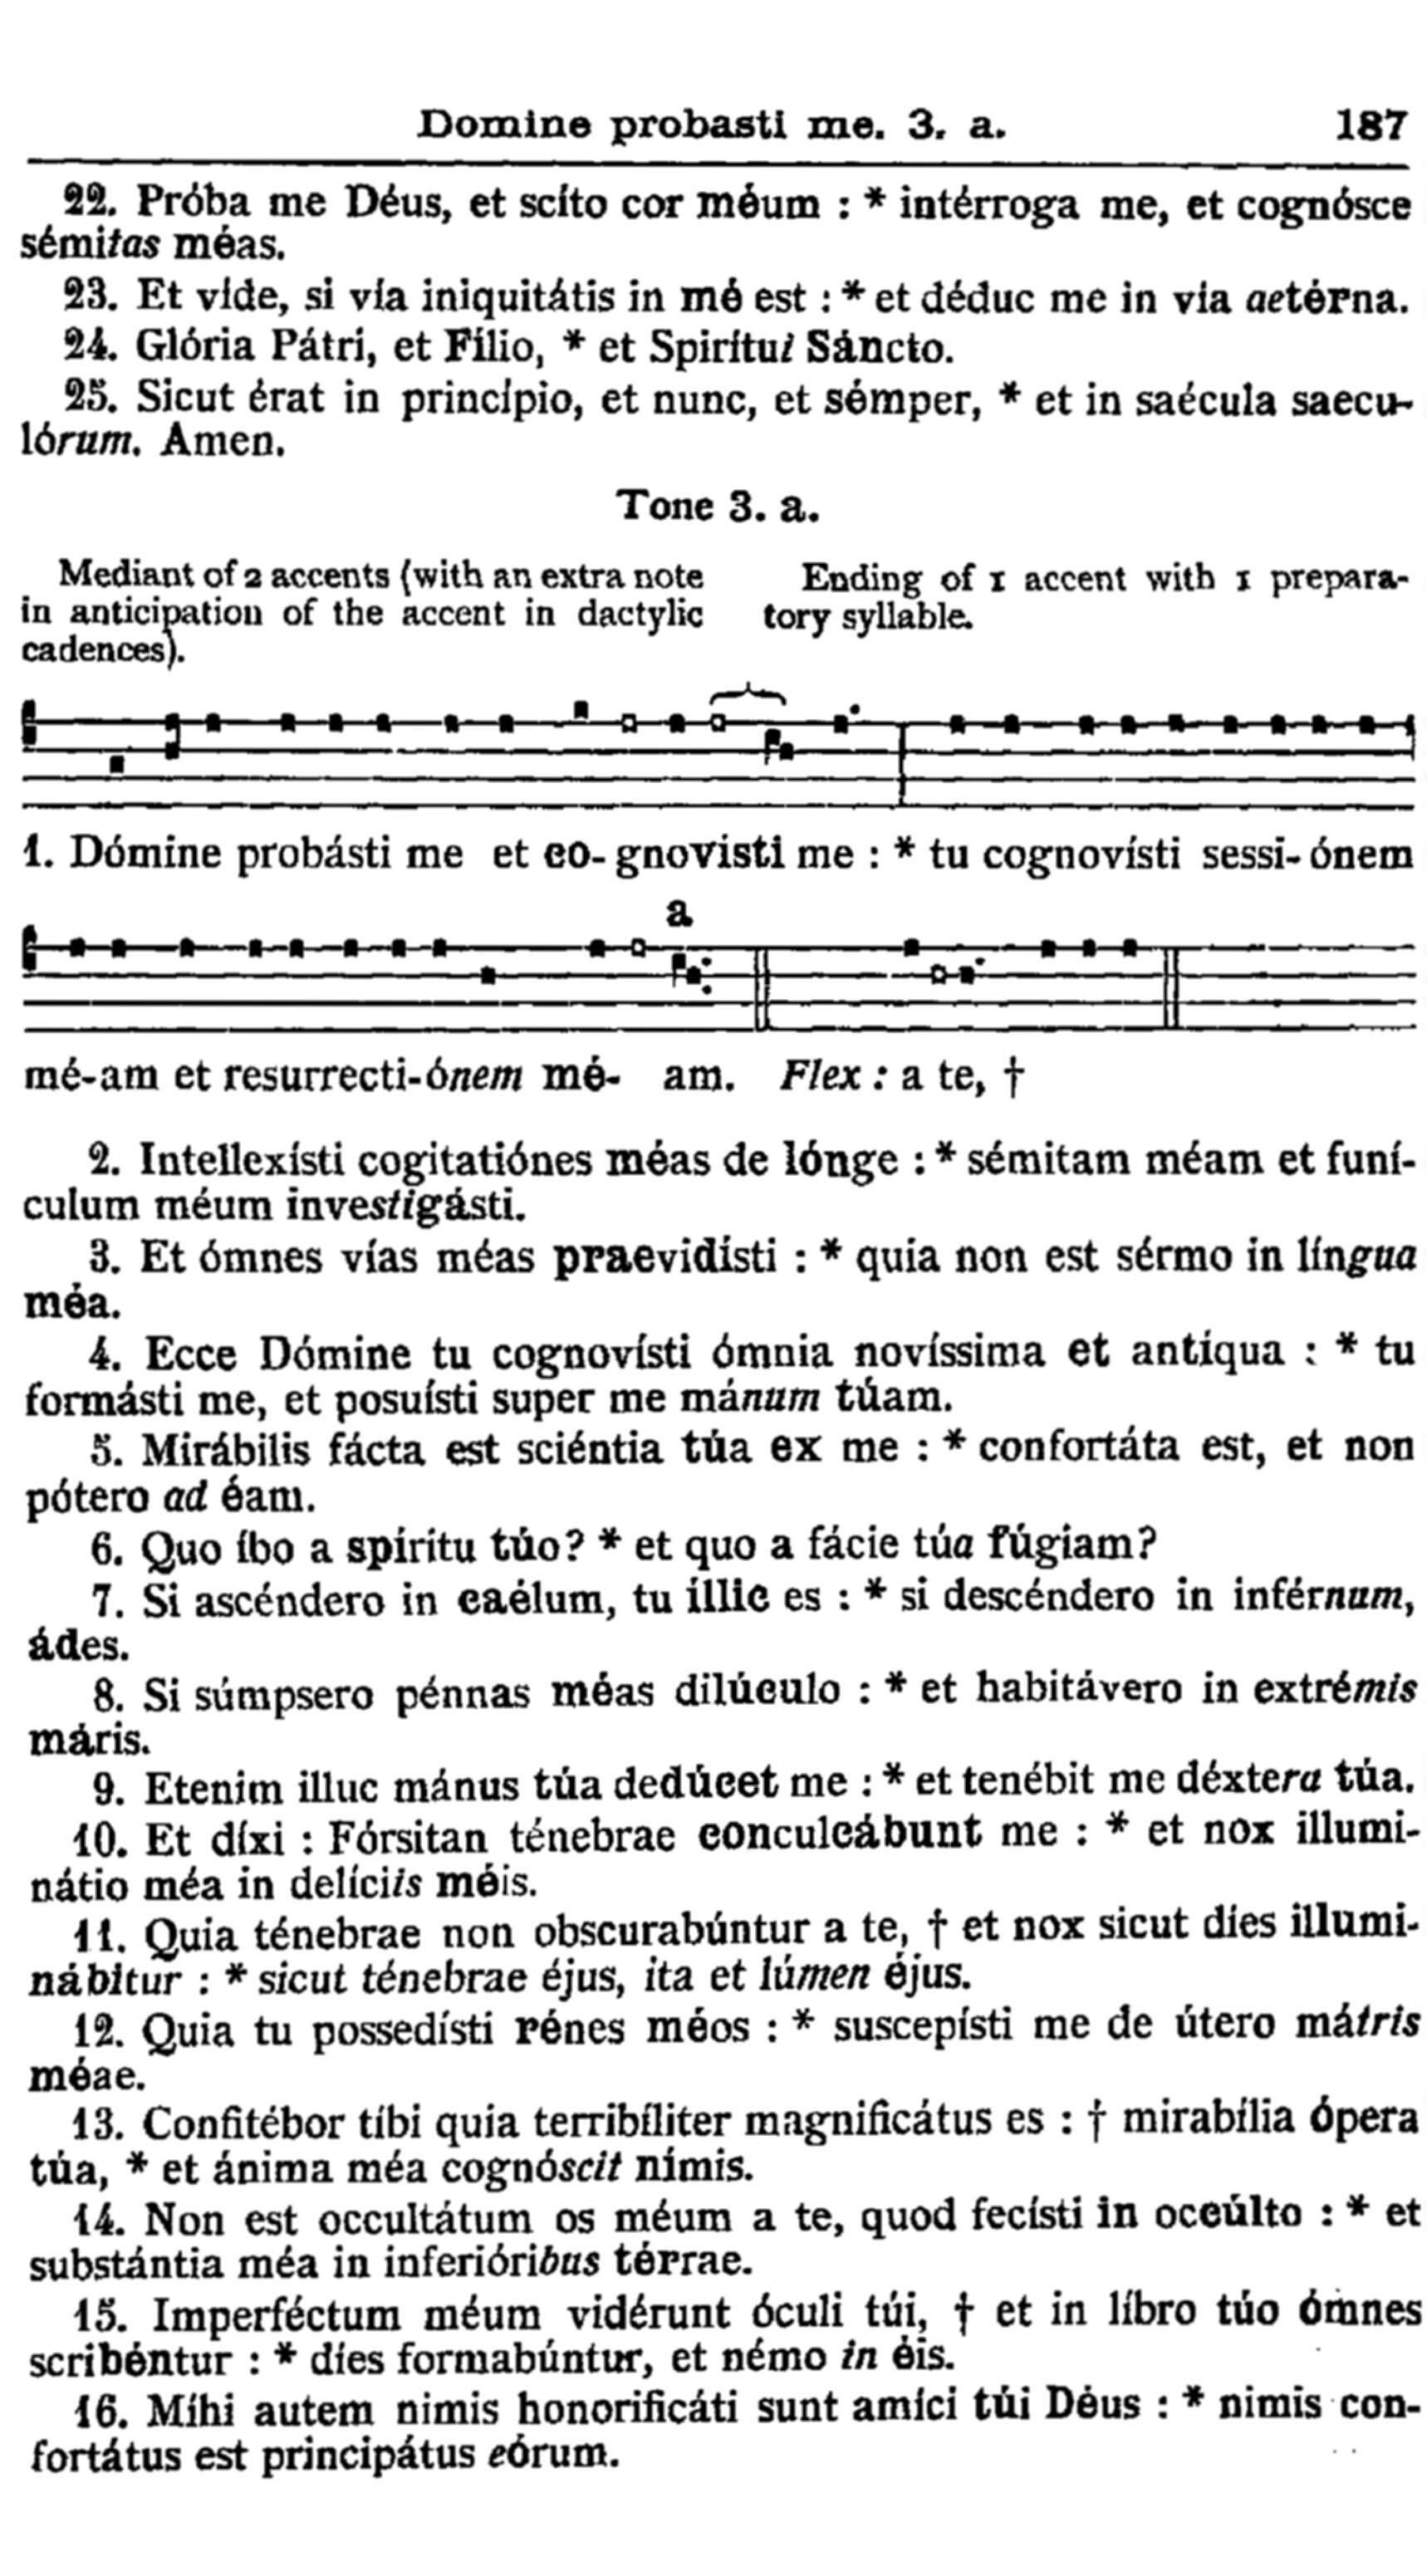 Domine probasti me. 3. a. 187
22. Próba me Déus, et scíto cor méum : * intérroga me, et cognósce
sémitas méas.
23. Et víde, si vía iniquitátis in mé est : * et déduc me in vía aetérna.
24. Glória Pátri, et Fílio, * et Spirítui Sáncto.
25. Sicut érat in princípio, et nunc, et sémper, * et in saécula saecu-
lórum. Amen.
Tone 3. a.
Mediant of 2 accents (with an extra note
in anticipation of the accent in dactylic
cadences).
Ending of 1 accent with 1 prepara-
tory syllable.
1. Dómine probásti me et co- gnovisti me : * tu cognovísti sessi- ónem
a
mé-am et resurrecti-ónem mé- am. Flex : a te, †
2. Intellexísti cogitatiónes méas de lónge : * sémitam méam et funí-
culum méum investigásti.
3. Et ómnes vías méas praevidísti : * quia non est sérmo in língua
méa.
4. Ecce Dómine tu cognovísti ómnia novíssima et antíqua : * tu
formásti me, et posuísti super me mánum túam.
5. Mirábilis fácta est sciéntia túa ex me : * confortáta est, et non
pótero ad éam.
6. Quo íbo a spíritu túo? * et quo a fácie túa fúgiam?
7. Si ascéndero in caélum, tu íllic es : * si descéndero in inférnum,
ádes.
8. Si súmpsero pénnas méas dilúculo : * et habitávero in extrémis
máris.
9. Etenim illuc mánus túa dedúcet me : * et tenébit me déxtera túa.
10. Et díxi : Fórsitan ténebrae conculcábunt me : * et nox illumi-
nátio méa in delíciis méis.
11. Quia ténebrae non obscurabúntur a te, † et nox sicut díes illumi-
nábitur : * sicut ténebrae éjus, ita et lúmen éjus.
12. Quia tu possedísti rénes méos : * suscepísti me de útero mátris
méae.
13. Confitébor tíbi quia terribíliter magnificátus es : † mirabília ópera
túa, * et ánima méa cognóscit nímis.
14. Non est occultátum os méum a te, quod fecísti in occúlto : * et
substántia méa in inferióribus térrae.
15. Imperféctum méum vidérunt óculi túi, † et in líbro túo ómnes
scribéntur : * díes formabúntur, et némo in éis.
16. Míhi autem nimis honorificáti sunt amíci túi Déus : * nimis con-
fortátus est principátus eórum.